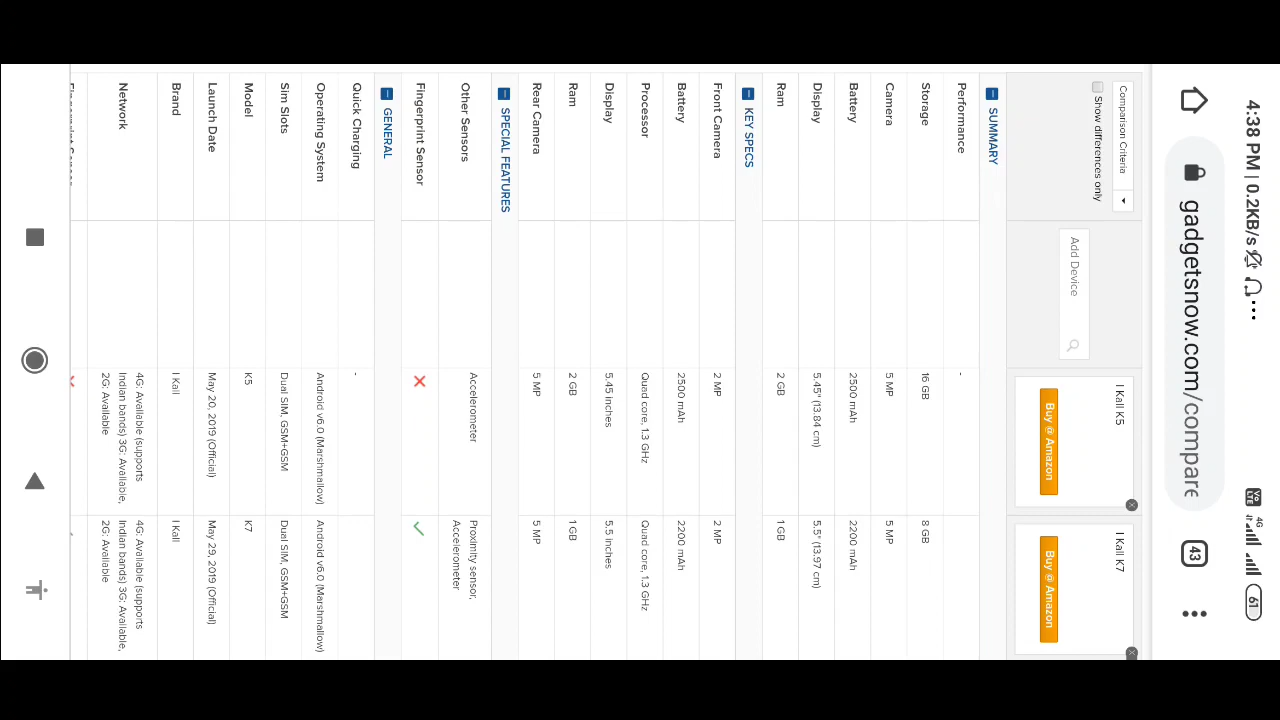 4:38 PM | 0.2KB/s ...
Vo LTE 4G 61
gadgetsnow.com/compare
43
Comparison Criteria
Show differences only
Add Device
I Kall K5
Buy @ Amazon
I Kall K7
Buy @ Amazon
SUMMARY
Performance -
Storage 16 GB 8 GB
Camera 5 MP 5 MP
Battery 2500 mAh 2200 mAh
Display 5.45" (13.84 cm) 5.5" (13.97 cm)
Ram 2 GB 1 GB
KEY SPECS
Front Camera 2 MP 2 MP
Battery 2500 mAh 2200 mAh
Processor Quad core, 1.3 GHz Quad core, 1.3 GHz
Display 5.45 inches 5.5 inches
Ram 2 GB 1 GB
Rear Camera 5 MP 5 MP
SPECIAL FEATURES
Other Sensors Accelerometer Proximity sensor,
Accelerometer
Fingerprint Sensor
GENERAL
Quick Charging -
Operating System Android v6.0 (Marshmallow) Android v6.0 (Marshmallow)
Sim Slots Dual SIM, GSM+GSM Dual SIM, GSM+GSM
Model K5 K7
Launch Date May 20, 2019 (Official) May 29, 2019 (Official)
Brand I Kall I Kall
Network 4G: Available (supports 4G: Available (supports
Indian bands) 3G: Available, Indian bands) 3G: Available,
2G: Available 2G: Available